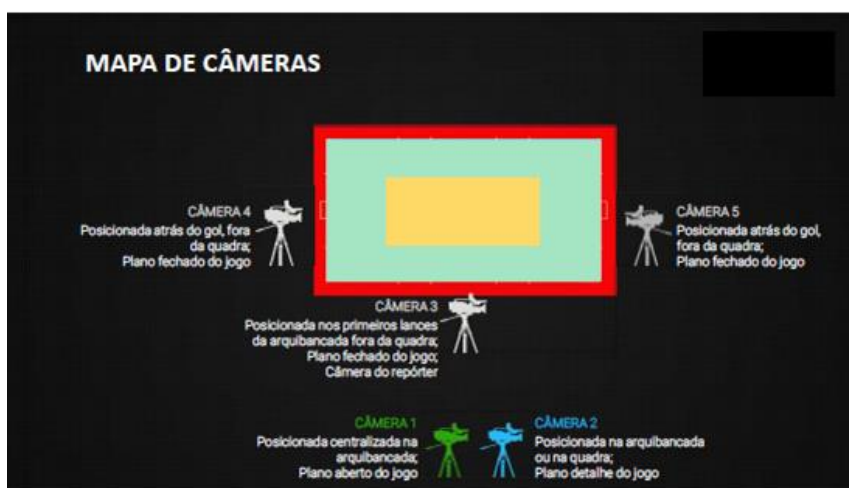 MAPA DE CÂMERAS
CÂMERA 4
Posicionada atrás do gol, fora
da quadra;
Plano fechado do jogo
CÂMERA 5
Posicionada atrás do gol,
fora da quadra;
Plano fechado do jogo
CÂMERA 3
Posicionada nos primeiros lances
da arquibancada fora da quadra;
Plano fechado do jogo;
Câmera do repórter
CÂMERA 1
Posicionada centralizada na
arquibancada;
Plano aberto do jogo
CÂMERA 2
Posicionada na arquibancada
ou na quadra;
Plano detalhe do jogo